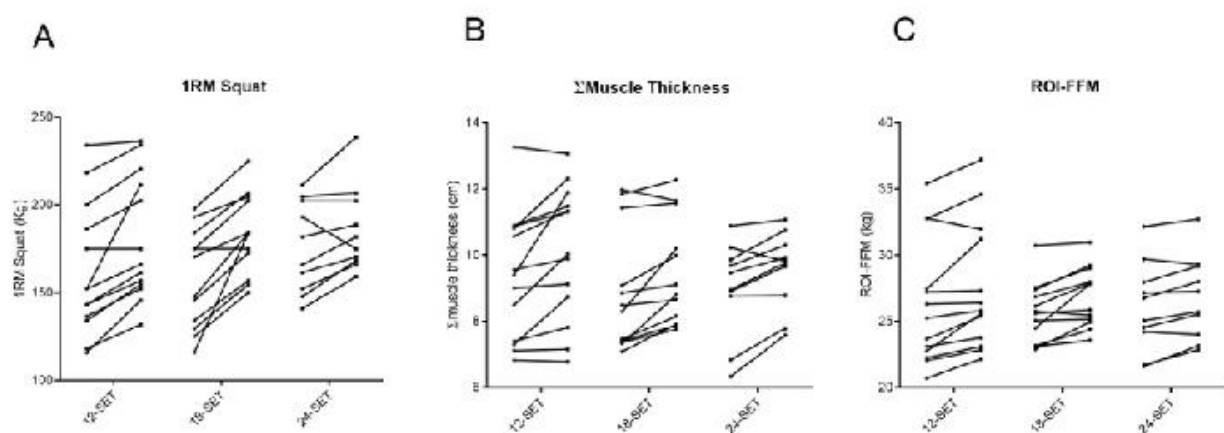 A
1RM Squat
1RM Squat (Kg)
250
200
150
100
12-SET
18-SET
24-SET
B
ΣMuscle Thickness
Σmuscle thickness (cm)
14
12
10
8
6
12-SET
18-SET
24-SET
C
ROI-FFM
ROI-FFM (kg)
40
35
30
25
20
12-SET
18-SET
24-SET